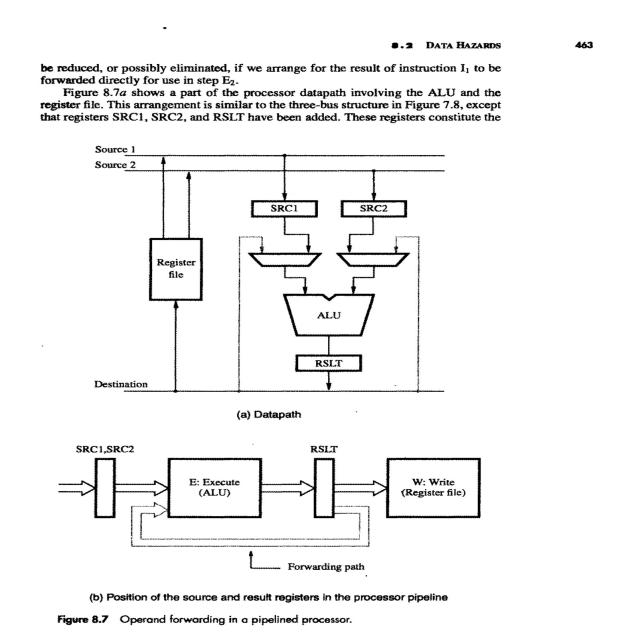 8.2 DATA HAZARDS 463
be reduced, or possibly eliminated, if we arrange for the result of instruction I₁ to be
forwarded directly for use in step E₂.
Figure 8.7a shows a part of the processor datapath involving the ALU and the
register file. This arrangement is similar to the three-bus structure in Figure 7.8, except
that registers SRC1, SRC2, and RSLT have been added. These registers constitute the
Source 1
Source 2
SRC1
SRC2
Register
file
ALU
RSLT
Destination
(a) Datapath
SRC1,SRC2
RSLT
E: Execute
(ALU)
W: Write
(Register file)
Forwarding path
(b) Position of the source and result registers in the processor pipeline
Figure 8.7 Operand forwarding in a pipelined processor.